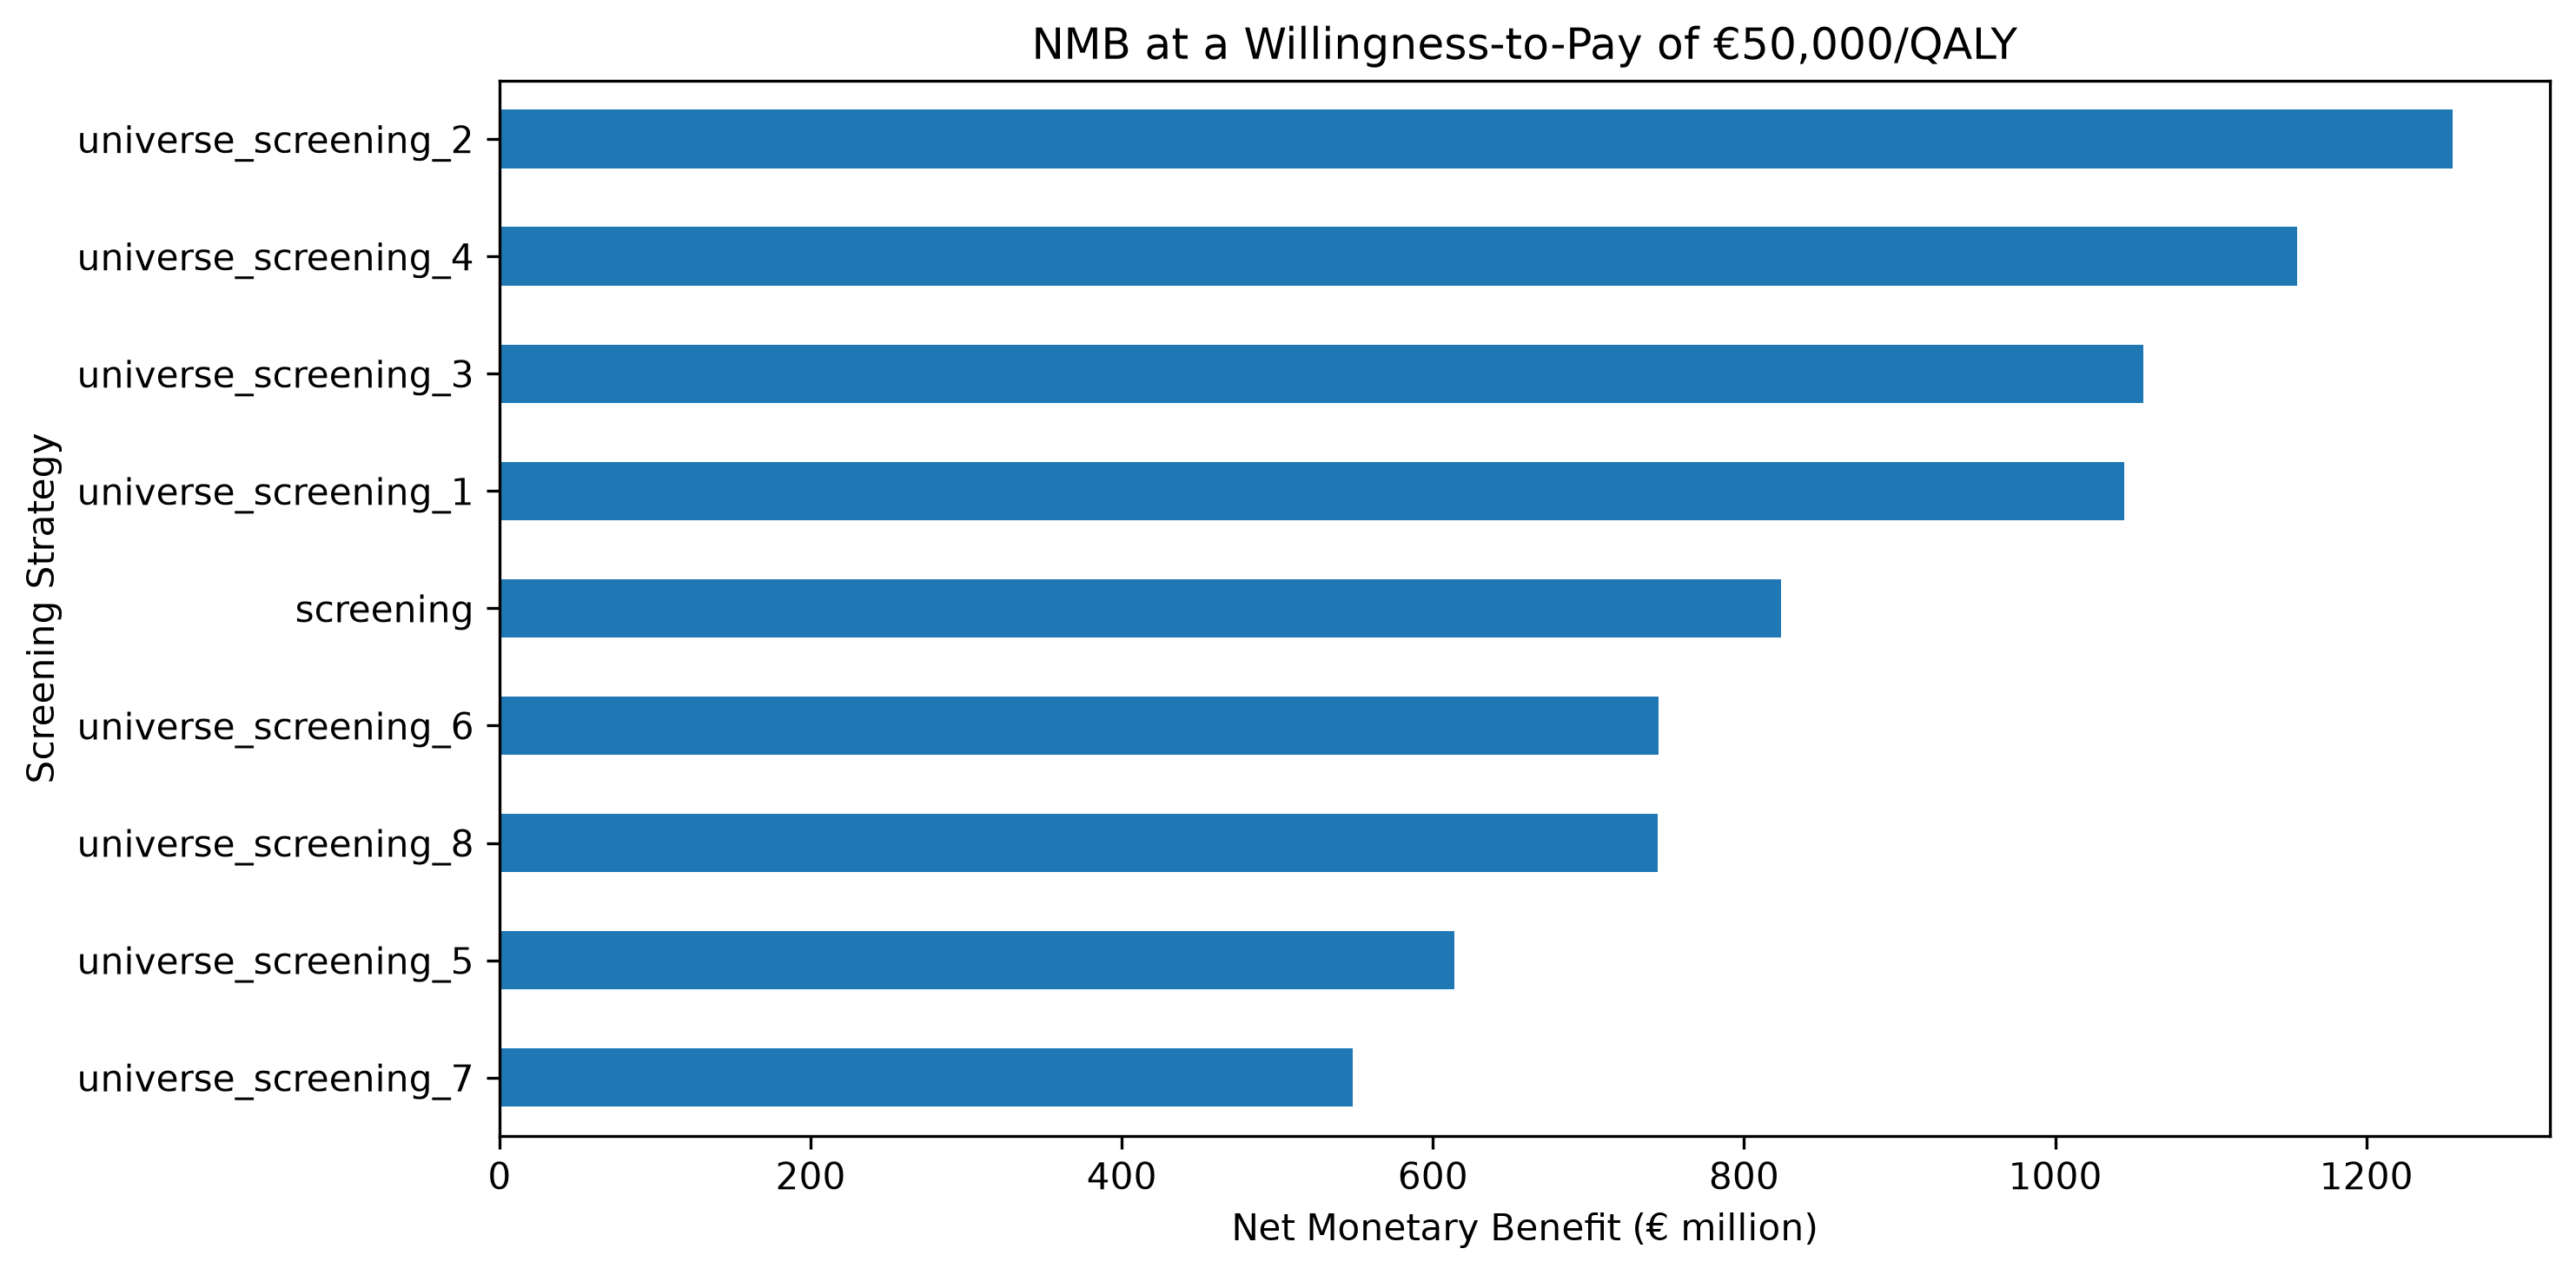 NMB at a Willingness-to-Pay of €50,000/QALY
Screening Strategy
universe_screening_2
universe_screening_4
universe_screening_3
universe_screening_1
screening
universe_screening_6
universe_screening_8
universe_screening_5
universe_screening_7
0 200 400 600 800 1000 1200
Net Monetary Benefit (€ million)